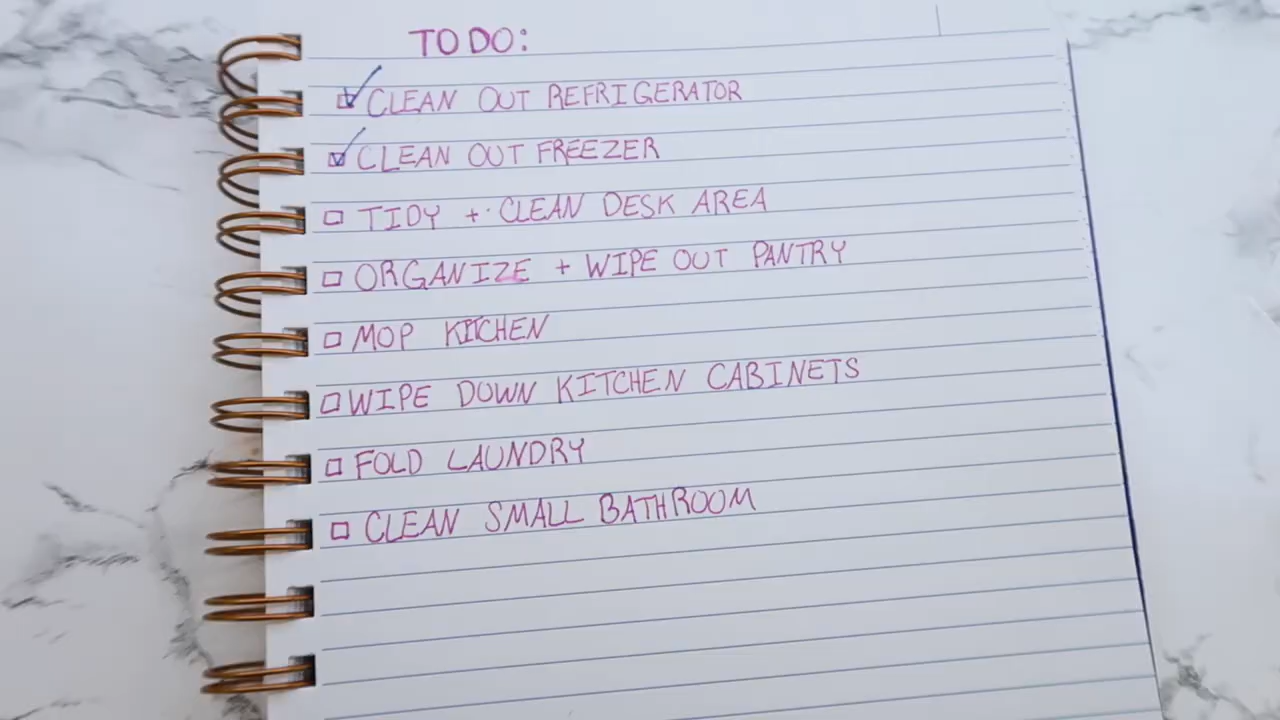 TO DO:
☑ CLEAN OUT REFRIGERATOR
☑ CLEAN OUT FREEZER
☐ TIDY + CLEAN DESK AREA
☐ ORGANIZE + WIPE OUT PANTRY
☐ MOP KITCHEN
☐ WIPE DOWN KITCHEN CABINETS
☐ FOLD LAUNDRY
☐ CLEAN SMALL BATHROOM